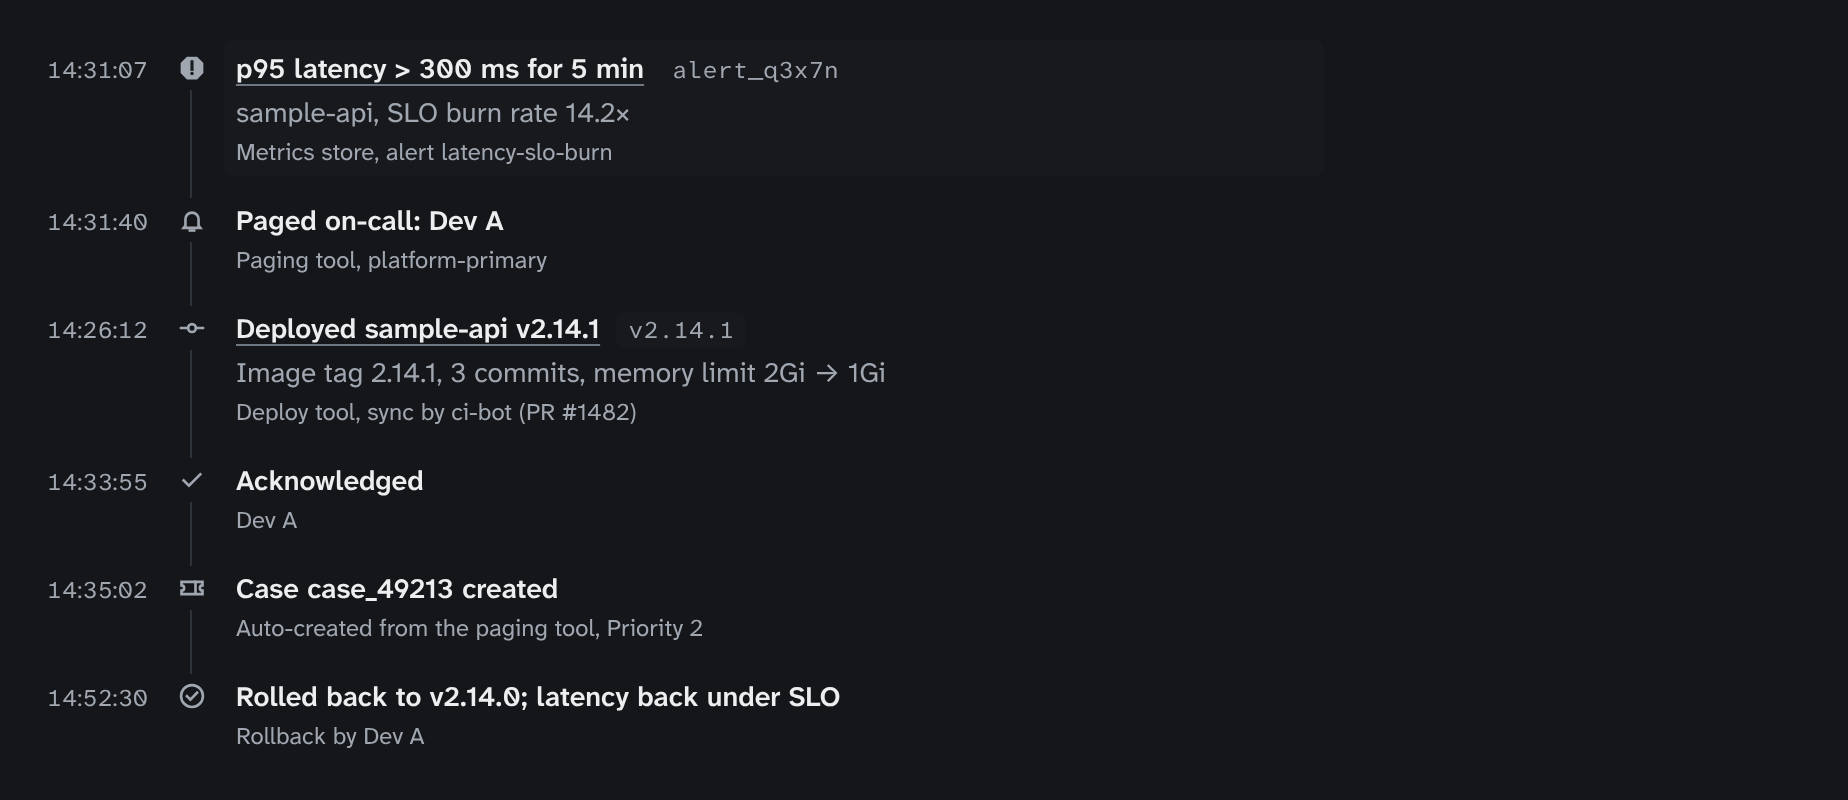 14:31:07 p95 latency > 300 ms for 5 min alert_q3x7n
sample-api, SLO burn rate 14.2×
Metrics store, alert latency-slo-burn
14:31:40 Paged on-call: Dev A
Paging tool, platform-primary
14:26:12 Deployed sample-api v2.14.1 v2.14.1
Image tag 2.14.1, 3 commits, memory limit 2Gi → 1Gi
Deploy tool, sync by ci-bot (PR #1482)
14:33:55 Acknowledged
Dev A
14:35:02 Case case_49213 created
Auto-created from the paging tool, Priority 2
14:52:30 Rolled back to v2.14.0; latency back under SLO
Rollback by Dev A